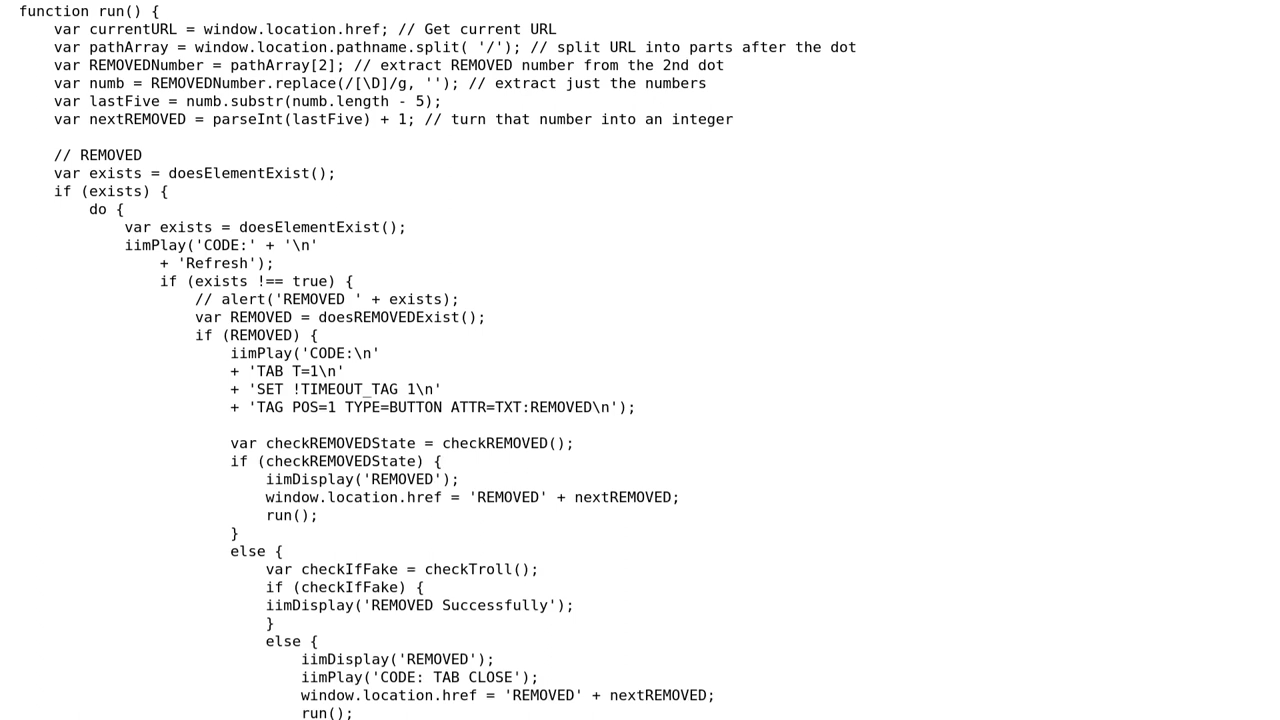 function run() {
    var currentURL = window.location.href; // Get current URL
    var pathArray = window.location.pathname.split( '/'); // split URL into parts after the dot
    var REMOVEDNumber = pathArray[2]; // extract REMOVED number from the 2nd dot
    var numb = REMOVEDNumber.replace(/[\D]/g, ''); // extract just the numbers
    var lastFive = numb.substr(numb.length - 5);
    var nextREMOVED = parseInt(lastFive) + 1; // turn that number into an integer

    // REMOVED
    var exists = doesElementExist();
    if (exists) {
        do {
            var exists = doesElementExist();
            iimPlay('CODE:' + '\n'
                + 'Refresh');
                if (exists !== true) {
                    // alert('REMOVED ' + exists);
                    var REMOVED = doesREMOVEDExist();
                    if (REMOVED) {
                        iimPlay('CODE:\n'
                        + 'TAB T=1\n'
                        + 'SET !TIMEOUT_TAG 1\n'
                        + 'TAG POS=1 TYPE=BUTTON ATTR=TXT:REMOVED\n');

                        var checkREMOVEDState = checkREMOVED();
                        if (checkREMOVEDState) {
                            iimDisplay('REMOVED');
                            window.location.href = 'REMOVED' + nextREMOVED;
                            run();
                        }
                        else {
                            var checkIfFake = checkTroll();
                            if (checkIfFake) {
                            iimDisplay('REMOVED Successfully');
                            }
                            else {
                                iimDisplay('REMOVED');
                                iimPlay('CODE: TAB CLOSE');
                                window.location.href = 'REMOVED' + nextREMOVED;
                                run();